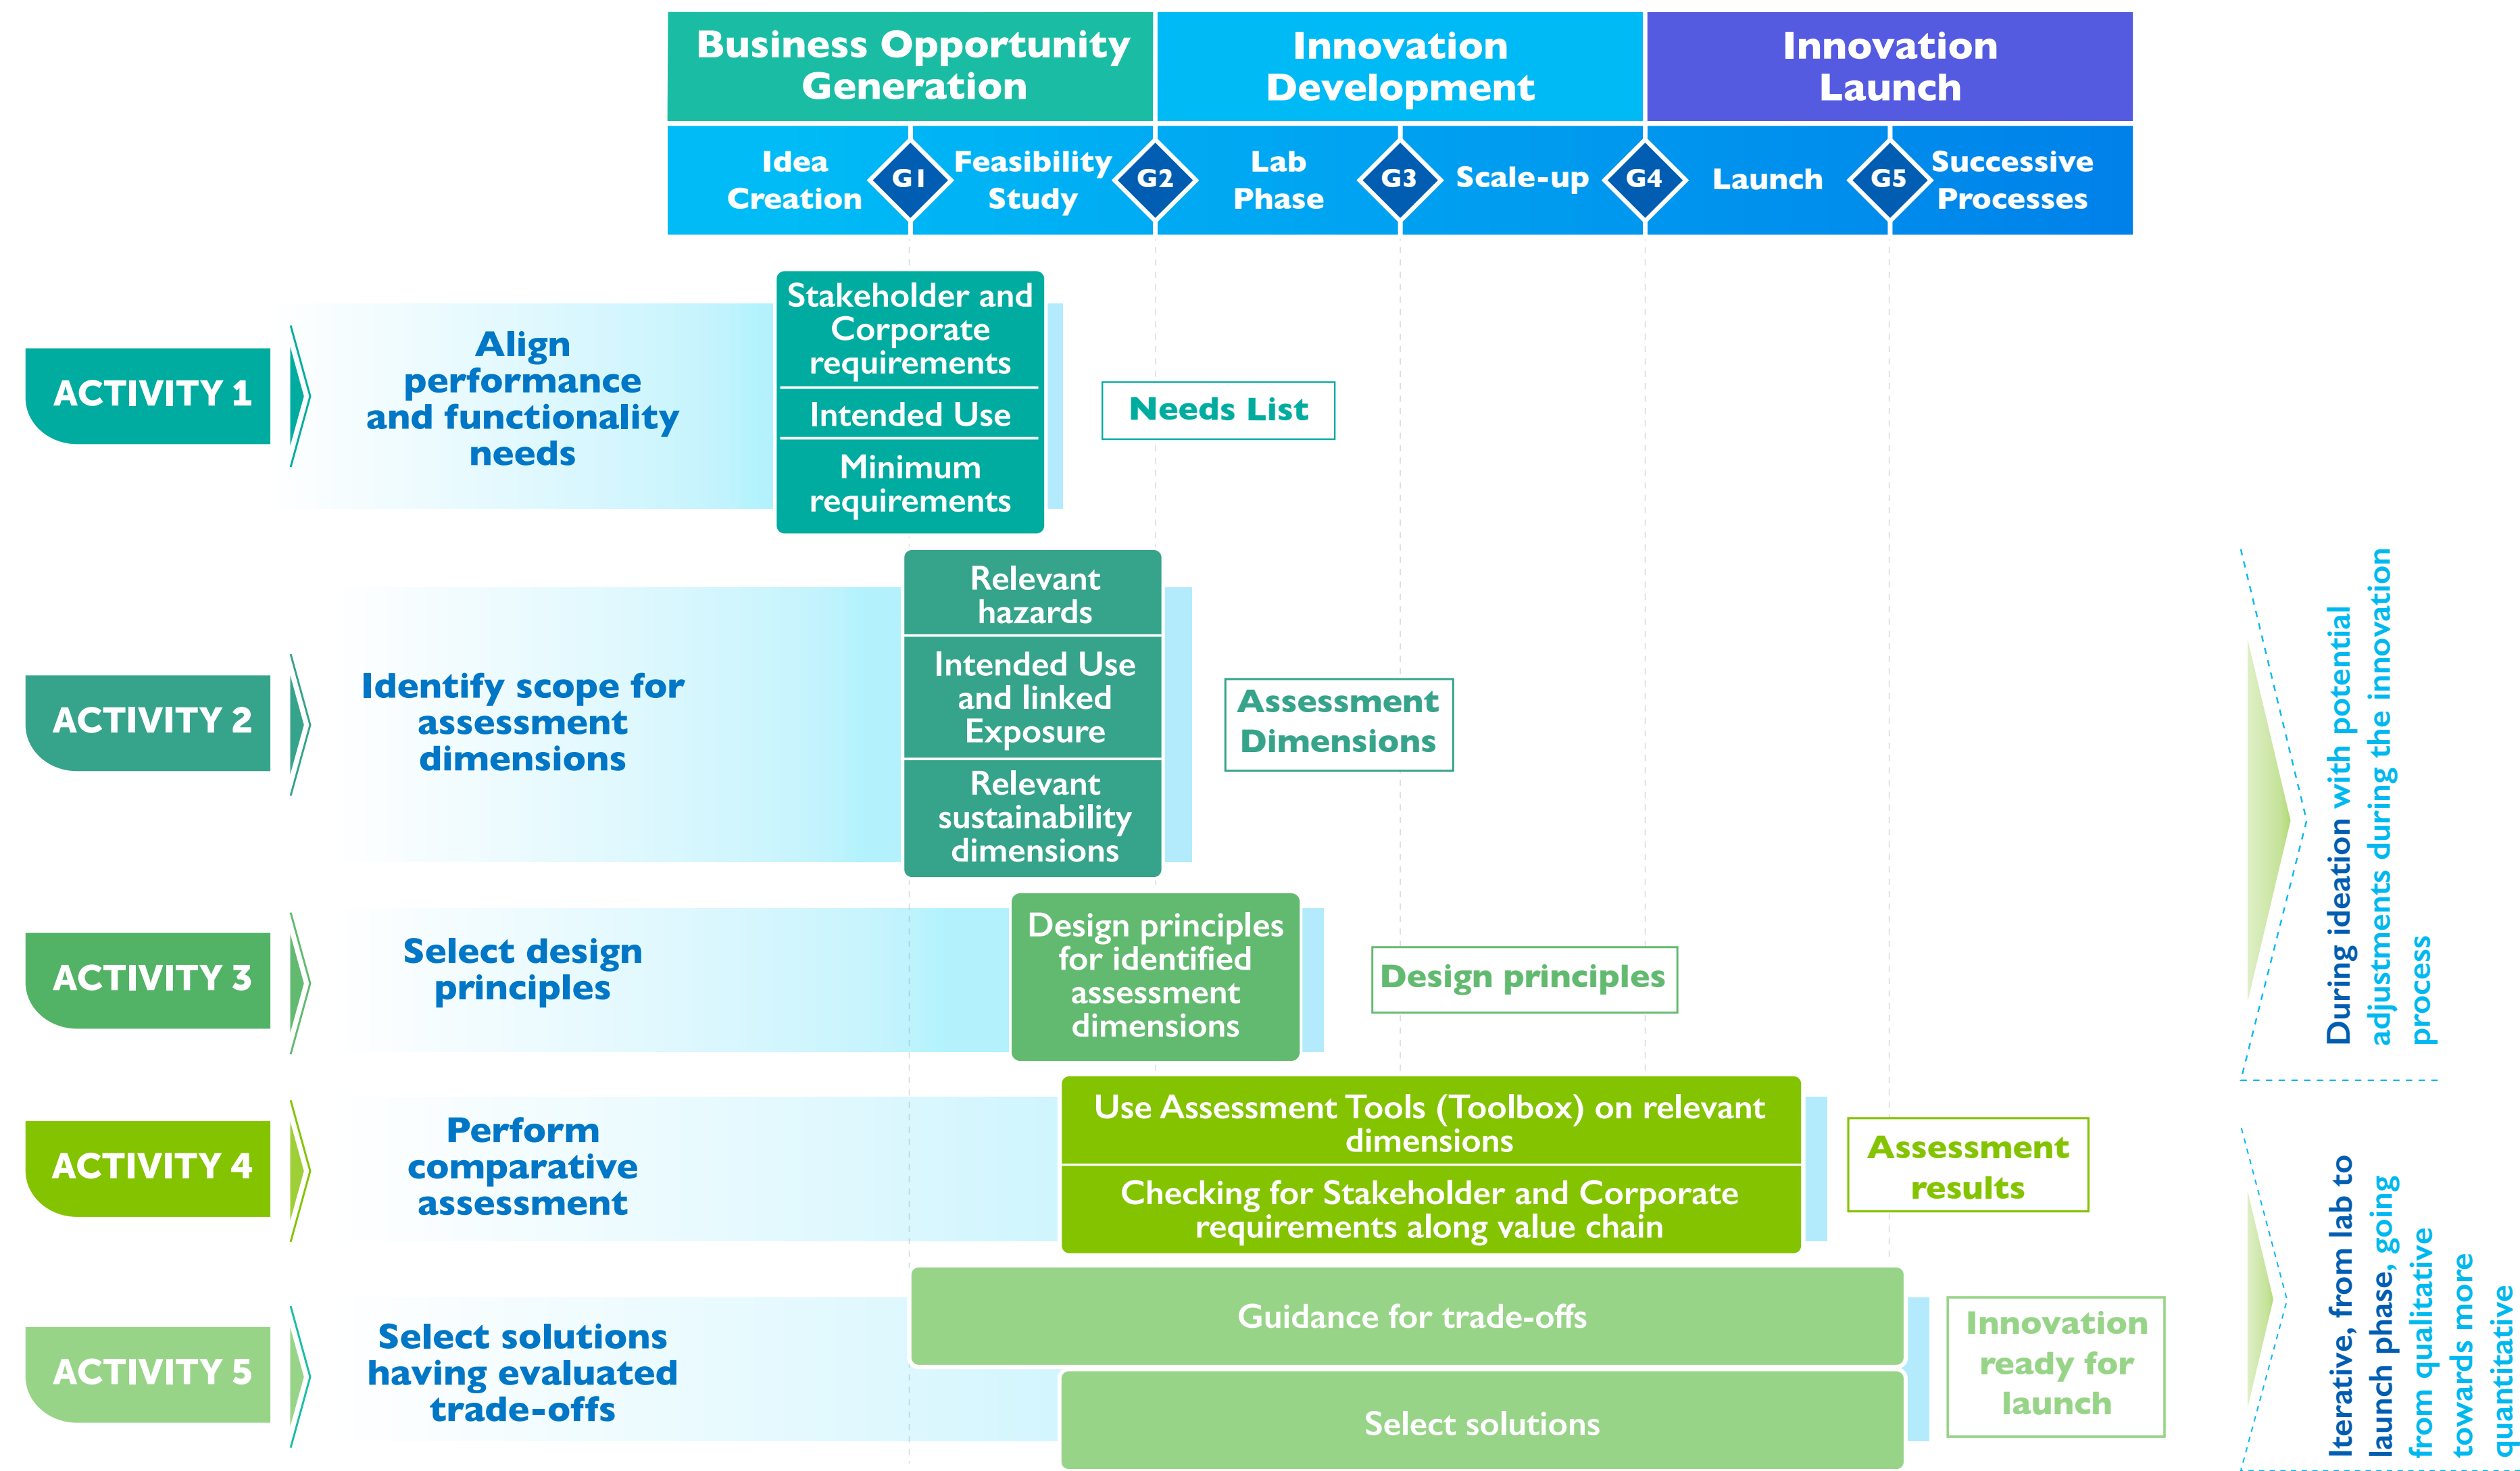 Business Opportunity
Generation
Innovation
Development
Innovation
Launch
Idea
Creation
G1
Feasibility
Study
G2
Lab
Phase
G3
Scale-up
G4
Launch
G5
Successive
Processes
ACTIVITY 1
Align
performance
and functionality
needs
Stakeholder and
Corporate
requirements
Intended Use
Minimum
requirements
Needs List
ACTIVITY 2
Identify scope for
assessment
dimensions
Relevant
hazards
Intended Use
and linked
Exposure
Relevant
sustainability
dimensions
Assessment
Dimensions
ACTIVITY 3
Select design
principles
Design principles
for identified
assessment
dimensions
Design principles
During ideation with potential
adjustments during the innovation
process
ACTIVITY 4
Perform
comparative
assessment
Use Assessment Tools (Toolbox) on relevant
dimensions
Checking for Stakeholder and Corporate
requirements along value chain
Assessment
results
ACTIVITY 5
Select solutions
having evaluated
trade-offs
Guidance for trade-offs
Select solutions
Innovation
ready for
launch
Iterative, from lab to
launch phase, going
from qualitative
towards more
quantitative